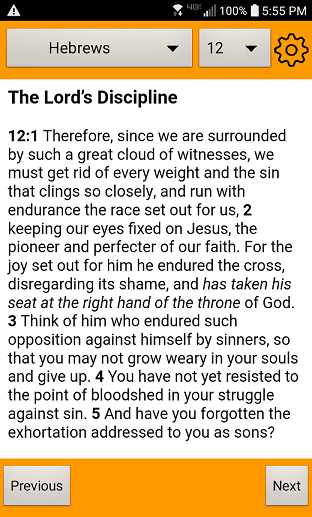 4G 100% 5:55 PM
Hebrews 12
The Lord's Discipline
12:1 Therefore, since we are surrounded
by such a great cloud of witnesses, we
must get rid of every weight and the sin
that clings so closely, and run with
endurance the race set out for us, 2
keeping our eyes fixed on Jesus, the
pioneer and perfecter of our faith. For the
joy set out for him he endured the cross,
disregarding its shame, and has taken his
seat at the right hand of the throne of God.
3 Think of him who endured such
opposition against himself by sinners, so
that you may not grow weary in your souls
and give up. 4 You have not yet resisted to
the point of bloodshed in your struggle
against sin. 5 And have you forgotten the
exhortation addressed to you as sons?
Previous Next